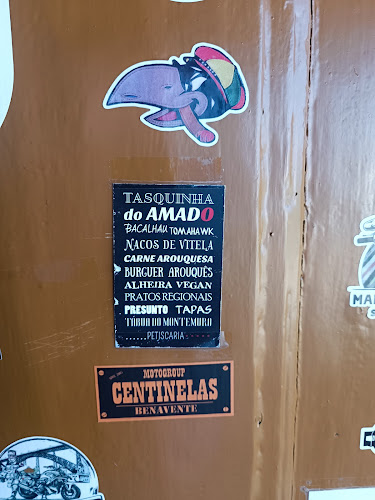 TASQUINHA
do AMADO
BACALHAU TOMAHAWK
NACOS DE VITELA
CARNE AROUQUESA
BURGUER AROUQUÊS
ALHEIRA VEGAN
PRATOS REGIONAIS
PRESUNTO TAPAS
TÁBUA DO MONTEMURO
......PETISCARIA
MOTOGROUP
CENTINELAS
BENAVENTE